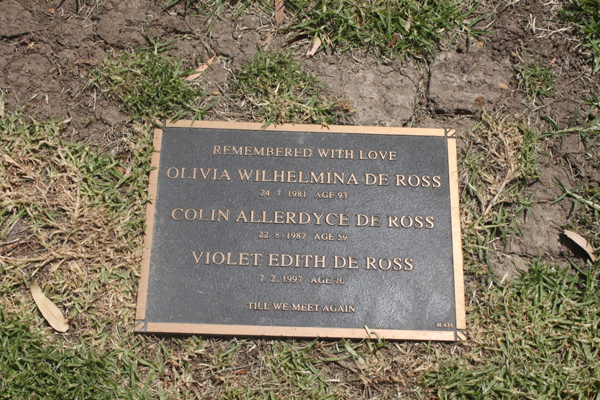 REMEMBERED WITH LOVE
OLIVIA WILHELMINA DE ROSS
24. 7. 1981. AGE 93
COLIN ALLERDYCE DE ROSS
22. 8. 1987 AGE 59
VIOLET EDITH DE ROSS
7. 2. 1997 AGE
TILL WE MEET AGAIN